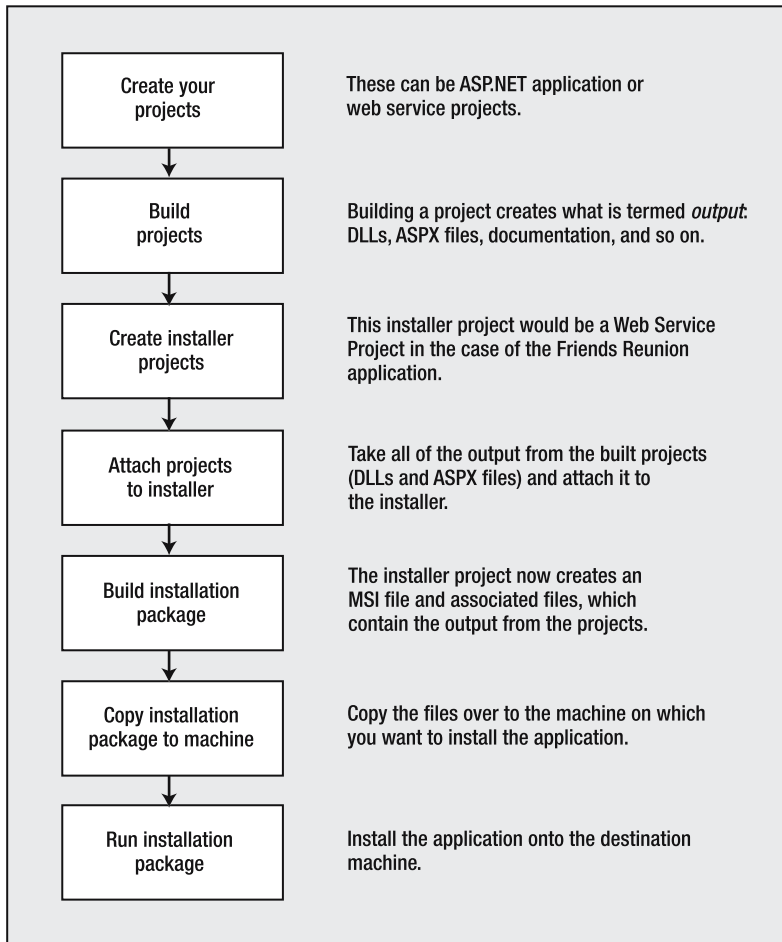 Create your
projects
These can be ASP.NET application or
web service projects.
Build
projects
Building a project creates what is termed output:
DLLs, ASPX files, documentation, and so on.
Create installer
projects
This installer project would be a Web Service
Project in the case of the Friends Reunion
application.
Attach projects
to installer
Take all of the output from the built projects
(DLLs and ASPX files) and attach it to
the installer.
Build installation
package
The installer project now creates an
MSI file and associated files, which
contain the output from the projects.
Copy installation
package to machine
Copy the files over to the machine on which
you want to install the application.
Run installation
package
Install the application onto the destination
machine.